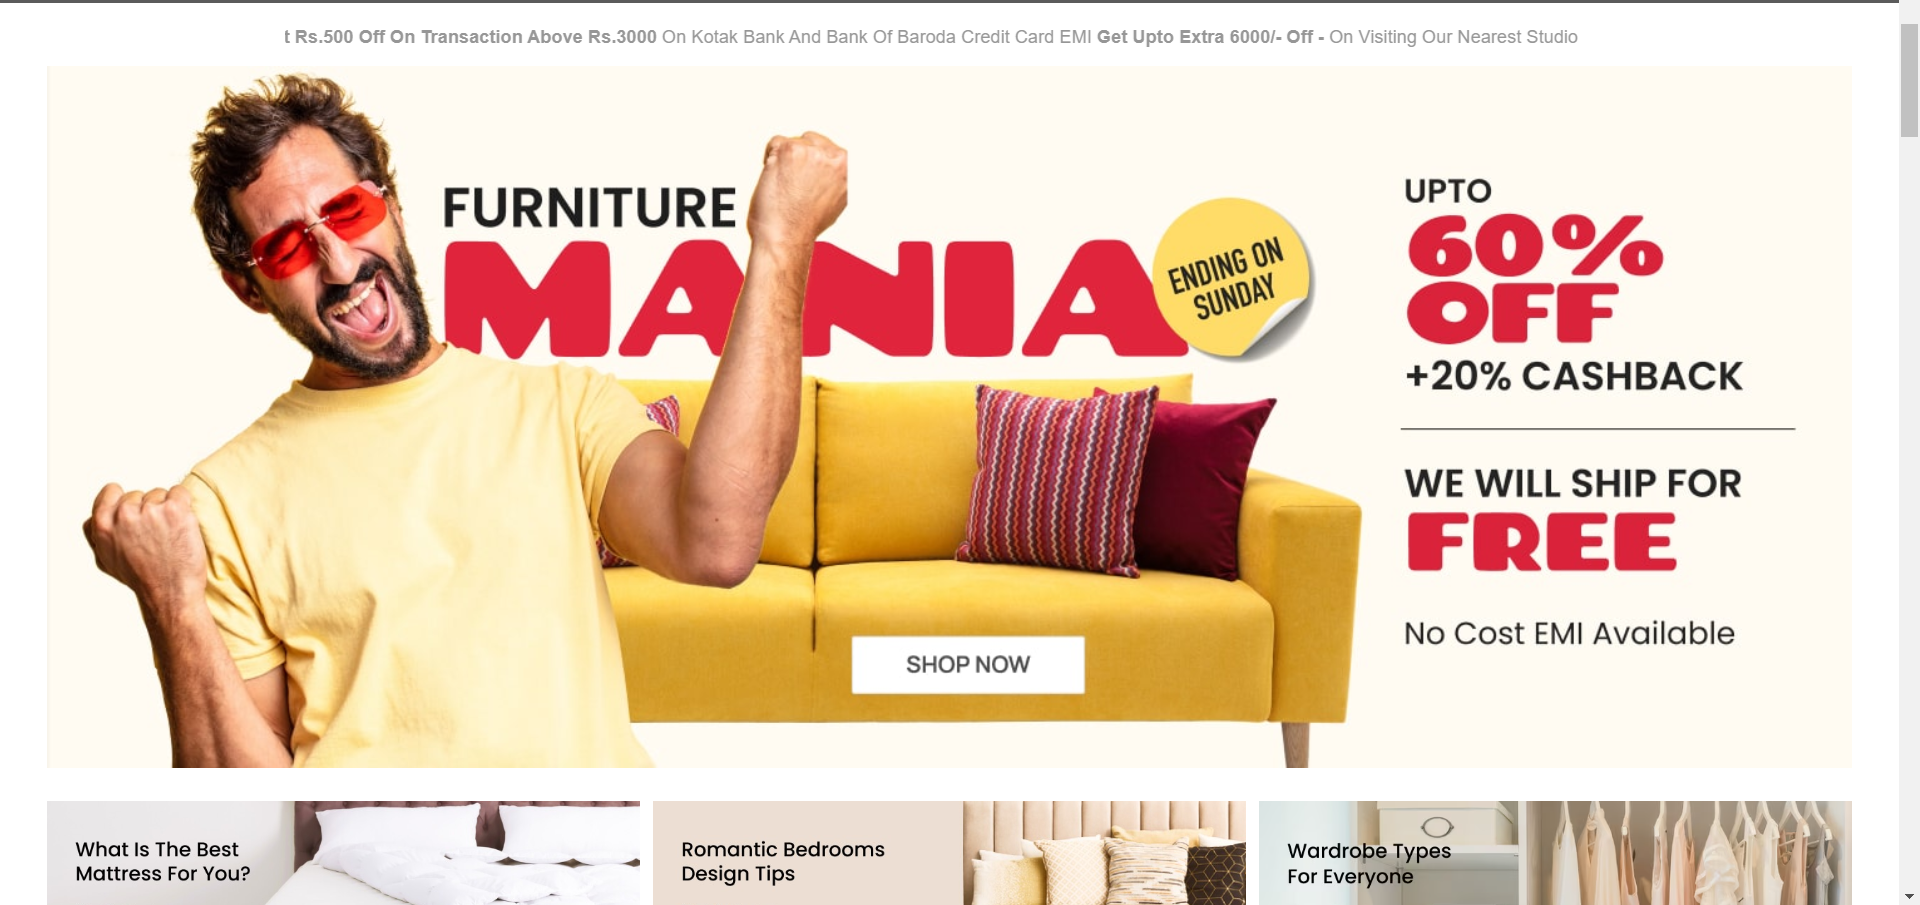 t Rs.500 Off On Transaction Above Rs.3000 On Kotak Bank And Bank Of Baroda Credit Card EMI Get Upto Extra 6000/- Off - On Visiting Our Nearest Studio
FURNITURE
MANIA
ENDING ON
SUNDAY
UPTO
60%
OFF
+20% CASHBACK
WE WILL SHIP FOR
FREE
No Cost EMI Available
SHOP NOW
What Is The Best
Mattress For You?
Romantic Bedrooms
Design Tips
Wardrobe Types
For Everyone